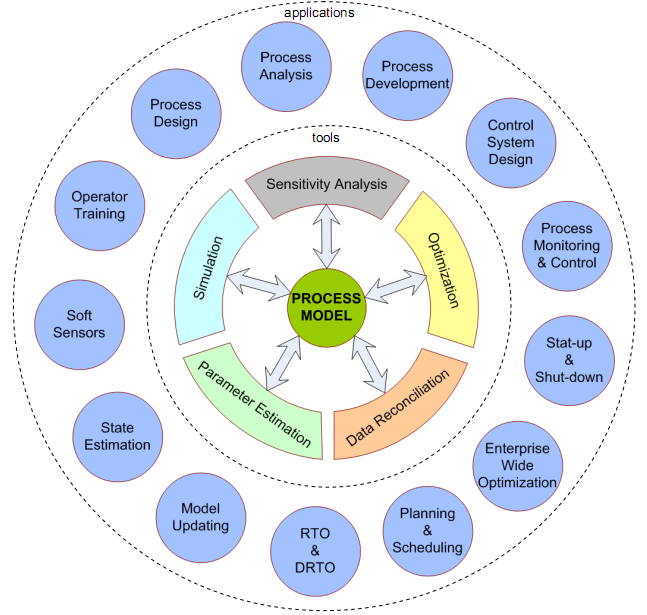 applications
Process
Analysis
Process
Development
Control
System
Design
Process
Monitoring
& Control
Stat-up
&
Shut-down
Enterprise
Wide
Optimization
Planning
&
Scheduling
RTO
&
DRTO
Model
Updating
State
Estimation
Soft
Sensors
Operator
Training
Process
Design
tools
Sensitivity Analysis
Optimization
Data Reconciliation
Parameter Estimation
Simulation
PROCESS
MODEL